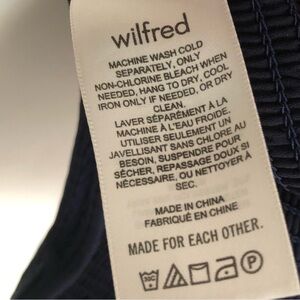 wilfred
MACHINE WASH COLD
SEPARATELY, ONLY
NON-CHLORINE BLEACH WHEN
NEEDED, HANG TO DRY, COOL
IRON ONLY IF NEEDED, OR DRY
CLEAN.
LAVER SÉPARÉMENT À LA
MACHINE À L'EAU FROIDE,
UTILISER SEULEMENT UN
JAVELLISANT SANS CHLORE AU
BESOIN, SUSPENDRE POUR
SÉCHER, REPASSAGE DOUX SI
NÉCESSAIRE, OU NETTOYER À
SEC.
MADE IN CHINA
FABRIQUÉ EN CHINE
MADE FOR EACH OTHER.
30C